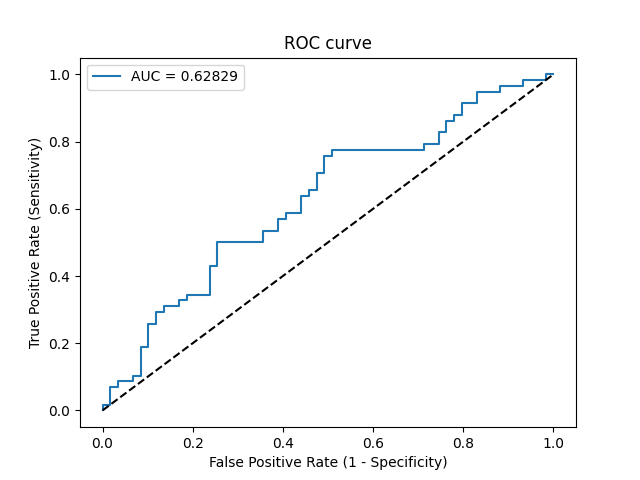 ROC curve
AUC = 0.62829
True Positive Rate (Sensitivity)
1.0
0.8
0.6
0.4
0.2
0.0
0.0 0.2 0.4 0.6 0.8 1.0
False Positive Rate (1 - Specificity)